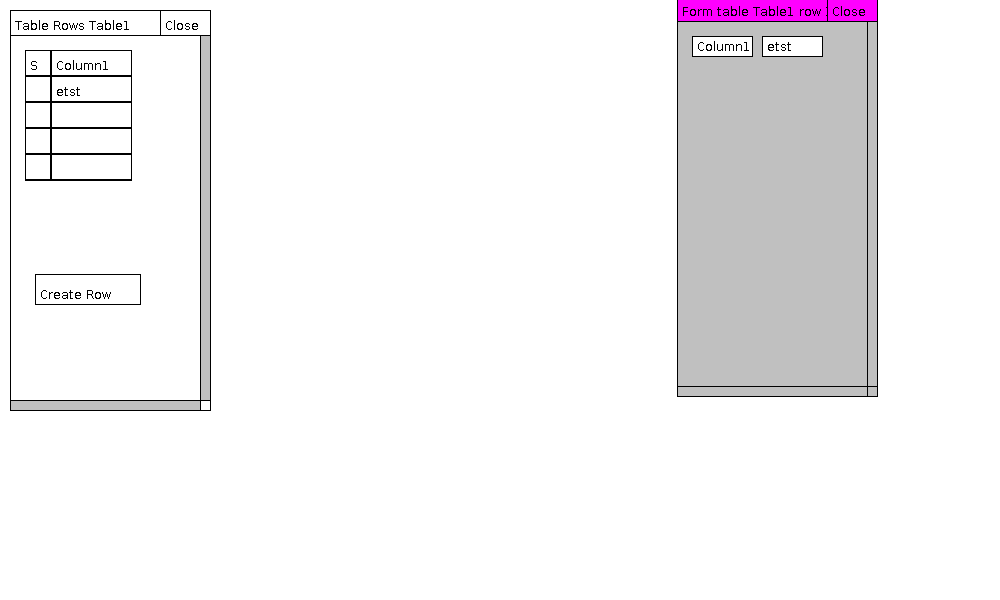 Table Rows Table1 Close
S Column1
etst
Create Row
Form table Table1 row Close
Column1 etst